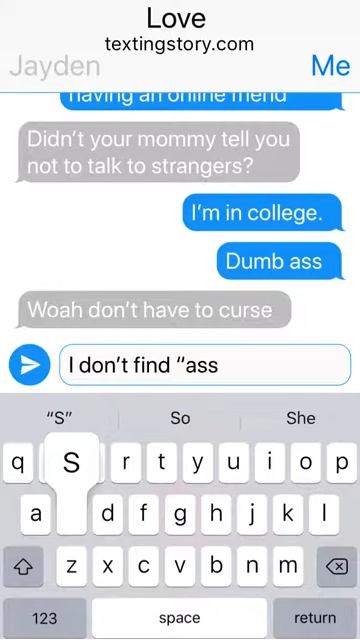 Love
textingstory.com
Jayden Me
having an online friend
Didn’t your mommy tell you
not to talk to strangers?
I’m in college.
Dumb ass
Woah don’t have to curse
I don’t find “ass
“S” So She
q S r t y u i o p
a d f g h j k l
z x c v b n m
123 space return